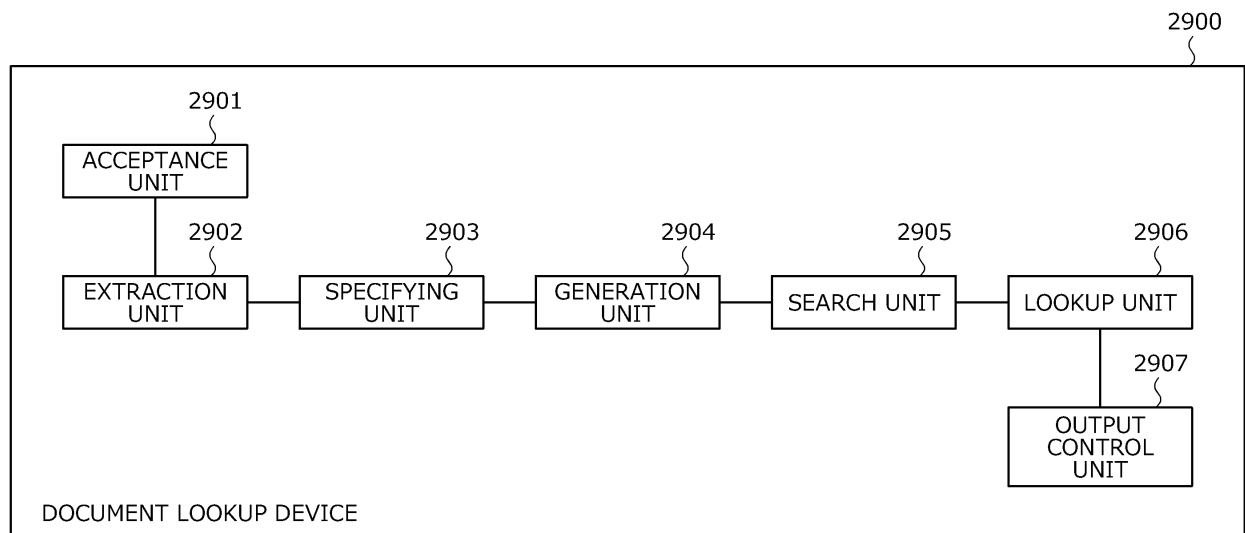 2900
2901
ACCEPTANCE
UNIT
2902
2903
2904
2905
2906
EXTRACTION
UNIT
SPECIFYING
UNIT
GENERATION
UNIT
SEARCH UNIT
LOOKUP UNIT
2907
OUTPUT
CONTROL
UNIT
DOCUMENT LOOKUP DEVICE